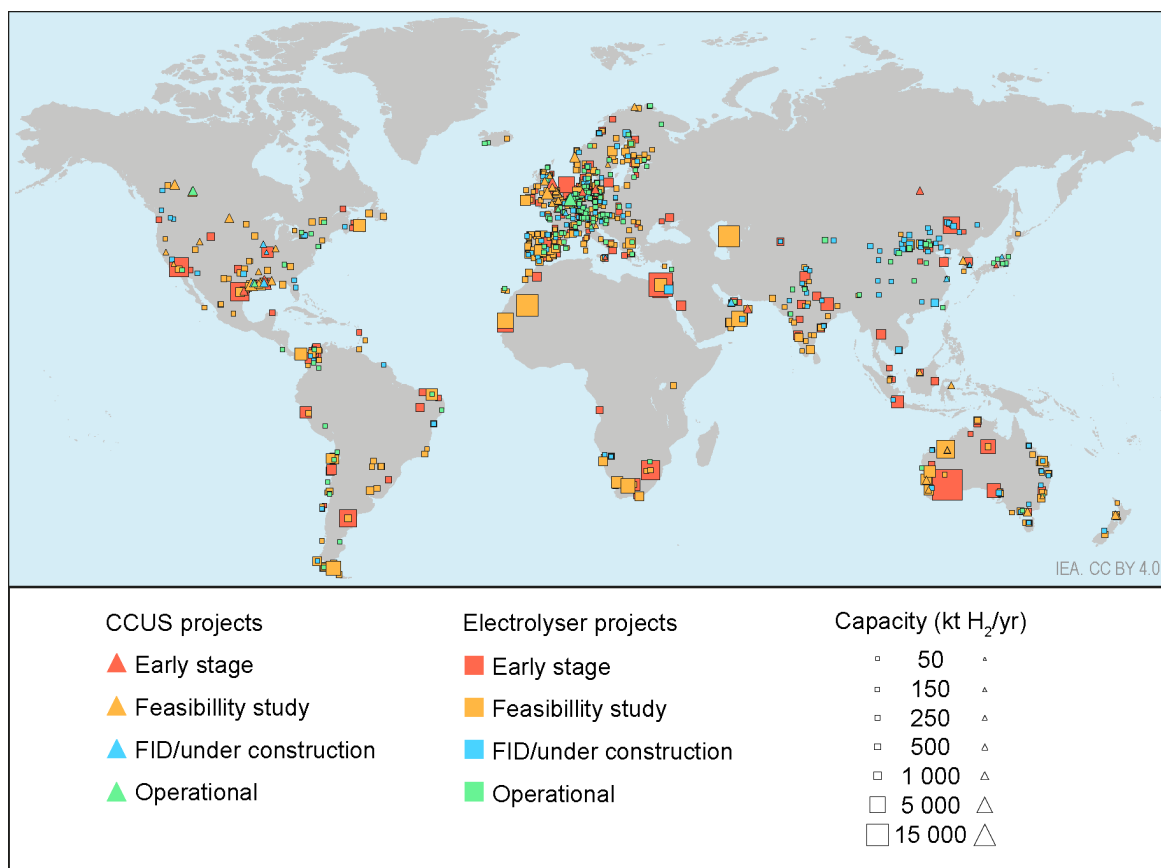 IEA. CC BY 4.0
CCUS projects
Early stage
Feasibillity study
FID/under construction
Operational
Electrolyser projects
Early stage
Feasibillity study
FID/under construction
Operational
Capacity (kt H₂/yr)
50
150
250
500
1 000
5 000
15 000